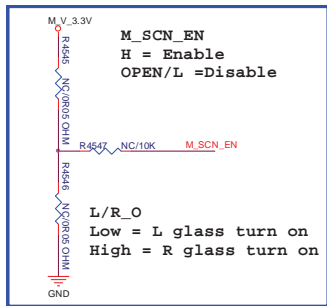 M_V_3.3V
R4545
NC/0R05 OHM
M_SCN_EN
H = Enable
OPEN/L =Disable
R4547 NC/10K M_SCN_EN
R4546
NC/0R05 OHM
L/R_O
Low = L glass turn on
High = R glass turn on
GND